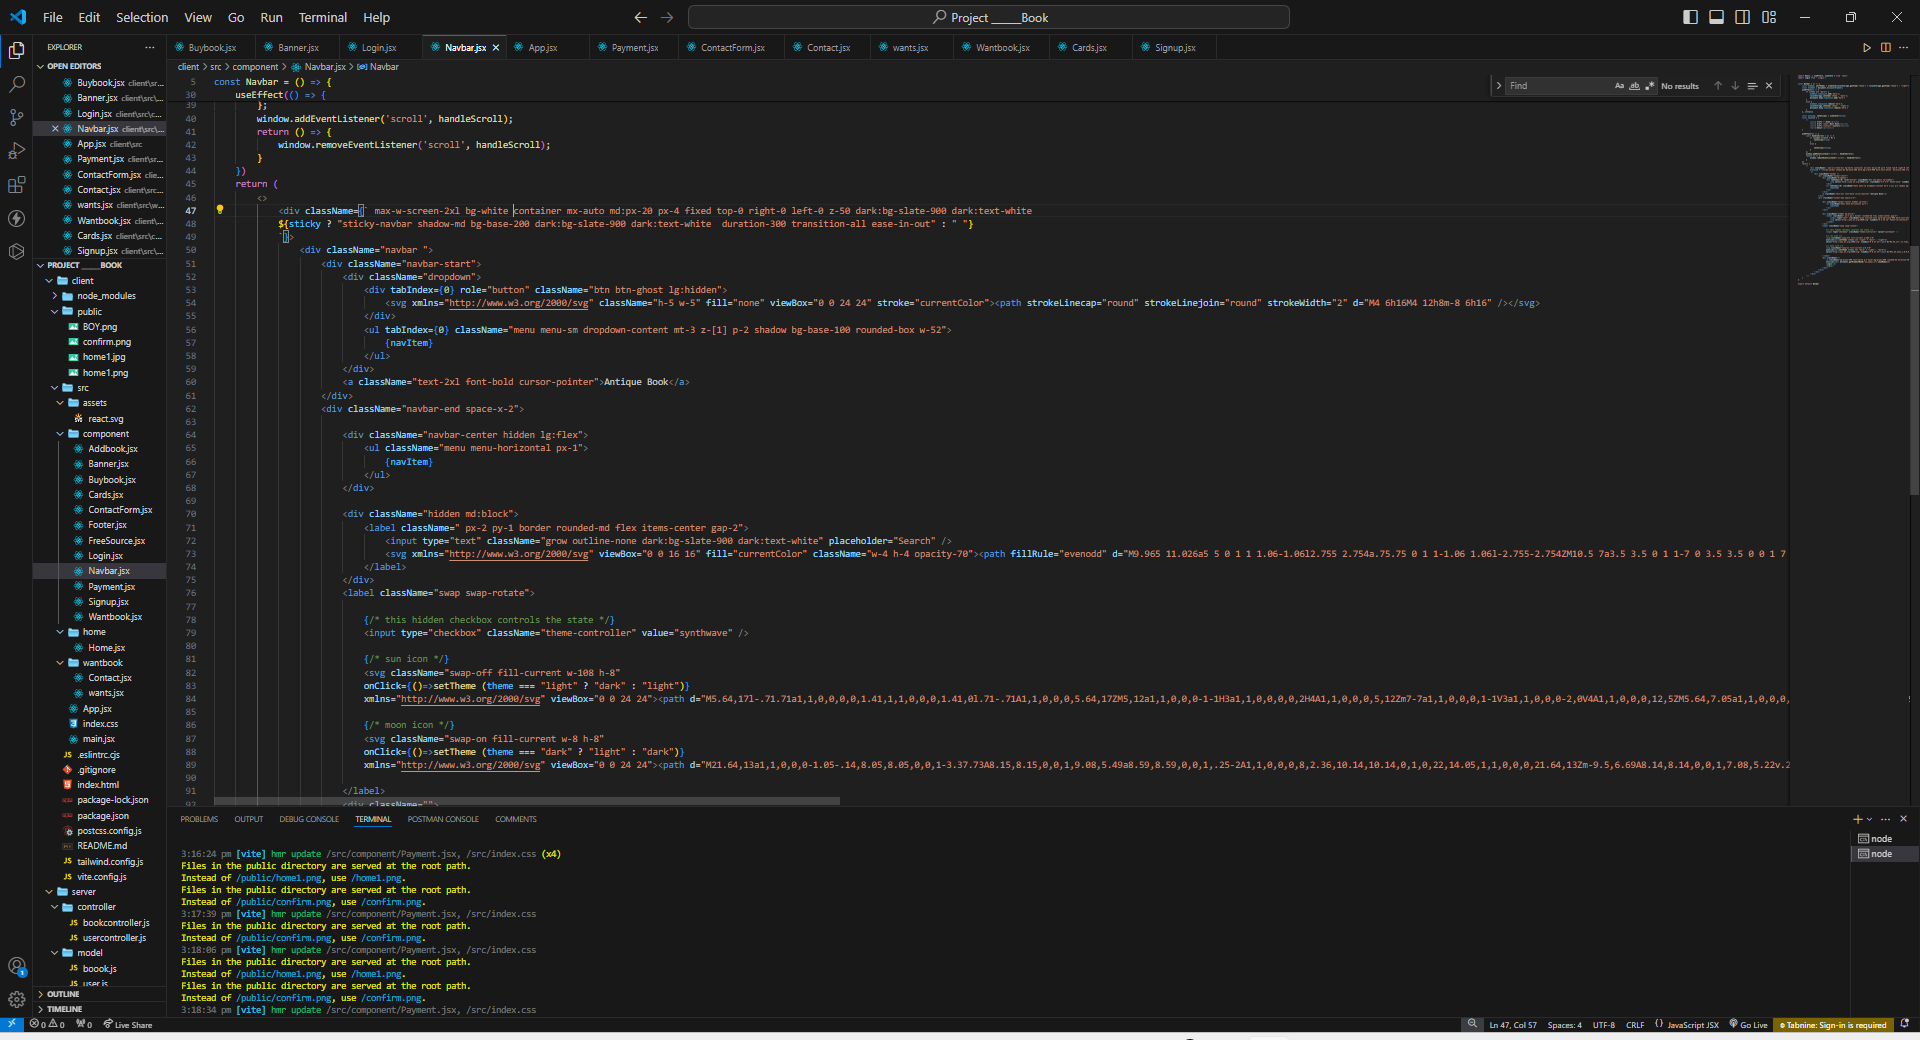 File Edit Selection View Go Run Terminal Help
Project _____Book
EXPLORER
OPEN EDITORS
Buybook.jsx client\sr...
Banner.jsx client\src\...
Login.jsx client\src\c...
Navbar.jsx client\src\...
App.jsx client\src
Payment.jsx client\sr...
ContactForm.jsx clie...
Contact.jsx client\src...
wants.jsx client\src\w...
Wantbook.jsx client\...
Cards.jsx client\src\c...
Signup.jsx client\src\...
PROJECT _____BOOK
client
node_modules
public
BOY.png
confirm.png
home1.jpg
home1.png
src
assets
react.svg
component
Addbook.jsx
Banner.jsx
Buybook.jsx
Cards.jsx
ContactForm.jsx
Footer.jsx
FreeSource.jsx
Login.jsx
Navbar.jsx
Payment.jsx
Signup.jsx
Wantbook.jsx
home
Home.jsx
wantbook
Contact.jsx
wants.jsx
App.jsx
index.css
main.jsx
.eslintrc.cjs
.gitignore
index.html
package-lock.json
package.json
postcss.config.js
README.md
tailwind.config.js
vite.config.js
server
controller
bookcontroller.js
usercontroller.js
model
boook.js
user.js
OUTLINE
TIMELINE
Buybook.jsx Banner.jsx Login.jsx Navbar.jsx App.jsx Payment.jsx ContactForm.jsx Contact.jsx wants.jsx Wantbook.jsx Cards.jsx Signup.jsx
client > src > component > Navbar.jsx > Navbar
Find Aa ab No results
5 const Navbar = () => {
30 useEffect(() => {
39 };
40 window.addEventListener('scroll', handleScroll);
41 return () => {
42 window.removeEventListener('scroll', handleScroll);
43 }
44 })
45 return (
46 <>
47 <div className={` max-w-screen-2xl bg-white container mx-auto md:px-20 px-4 fixed top-0 right-0 left-0 z-50 dark:bg-slate-900 dark:text-white
48 ${sticky ? "sticky-navbar shadow-md bg-base-200 dark:bg-slate-900 dark:text-white  duration-300 transition-all ease-in-out" : " "}
49 `}>
50 <div className="navbar ">
51 <div className="navbar-start">
52 <div className="dropdown">
53 <div tabIndex={0} role="button" className="btn btn-ghost lg:hidden">
54 <svg xmlns="http://www.w3.org/2000/svg" className="h-5 w-5" fill="none" viewBox="0 0 24 24" stroke="currentColor"><path strokeLinecap="round" strokeLinejoin="round" strokeWidth="2" d="M4 6h16M4 12h8m-8 6h16" /></svg>
55 </div>
56 <ul tabIndex={0} className="menu menu-sm dropdown-content mt-3 z-[1] p-2 shadow bg-base-100 rounded-box w-52">
57 {navItem}
58 </ul>
59 </div>
60 <a className="text-2xl font-bold cursor-pointer">Antique Book</a>
61 </div>
62 <div className="navbar-end space-x-2">
63
64 <div className="navbar-center hidden lg:flex">
65 <ul className="menu menu-horizontal px-1">
66 {navItem}
67 </ul>
68 </div>
69
70 <div className="hidden md:block">
71 <label className=" px-2 py-1 border rounded-md flex items-center gap-2">
72 <input type="text" className="grow outline-none dark:bg-slate-900 dark:text-white" placeholder="Search" />
73 <svg xmlns="http://www.w3.org/2000/svg" viewBox="0 0 16 16" fill="currentColor" className="w-4 h-4 opacity-70"><path fillRule="evenodd" d="M9.965 11.026a5 5 0 1 1 1.06-1.06l2.755 2.754a.75.75 0 1 1-1.06 1.06l-2.755-2.754ZM10.5 7a3.5 3.5 0 1 1-7 0 3.5 3.5 0 0 1 7
74 </label>
75 </div>
76 <label className="swap swap-rotate">
77
78 {/* this hidden checkbox controls the state */}
79 <input type="checkbox" className="theme-controller" value="synthwave" />
80
81 {/* sun icon */}
82 <svg className="swap-off fill-current w-108 h-8"
83 onClick={()=>setTheme (theme === "light" ? "dark" : "light")}
84 xmlns="http://www.w3.org/2000/svg" viewBox="0 0 24 24"><path d="M5.64,17l-.71.71a1,1,0,0,0,0,1.41,1,1,0,0,0,1.41,0l.71-.71A1,1,0,0,0,5.64,17ZM5,12a1,1,0,0,0-1-1H3a1,1,0,0,0,0,2H4A1,1,0,0,0,5,12Zm7-7a1,1,0,0,0,1-1V3a1,1,0,0,0-2,0V4A1,1,0,0,0,12,5ZM5.64,7.05a1,1,0,0,0,
85
86 {/* moon icon */}
87 <svg className="swap-on fill-current w-8 h-8"
88 onClick={()=>setTheme (theme === "dark" ? "light" : "dark")}
89 xmlns="http://www.w3.org/2000/svg" viewBox="0 0 24 24"><path d="M21.64,13a1,1,0,0,0-1.05-.14,8.05,8.05,0,0,1-3.37.73A8.15,8.15,0,0,1,9.08,5.49a8.59,8.59,0,0,1,.25-2A1,1,0,0,0,8,2.36,10.14,10.14,0,1,0,22,14.05,1,1,0,0,0,21.64,13Zm-9.5,6.69A8.14,8.14,0,0,1,7.08,5.22v.2
90
91 </label>
92 <div className="">
PROBLEMS OUTPUT DEBUG CONSOLE TERMINAL POSTMAN CONSOLE COMMENTS
3:16:24 pm [vite] hmr update /src/component/Payment.jsx, /src/index.css (x4)
Files in the public directory are served at the root path.
Instead of /public/home1.png, use /home1.png.
Files in the public directory are served at the root path.
Instead of /public/confirm.png, use /confirm.png.
3:17:39 pm [vite] hmr update /src/component/Payment.jsx, /src/index.css
Files in the public directory are served at the root path.
Instead of /public/confirm.png, use /confirm.png.
3:18:06 pm [vite] hmr update /src/component/Payment.jsx, /src/index.css
Files in the public directory are served at the root path.
Instead of /public/home1.png, use /home1.png.
Files in the public directory are served at the root path.
Instead of /public/confirm.png, use /confirm.png.
3:18:34 pm [vite] hmr update /src/component/Payment.jsx, /src/index.css
node
node
0 0 0 Live Share
Ln 47, Col 57 Spaces: 4 UTF-8 CRLF {} JavaScript JSX Go Live Tabnine: Sign-in is required